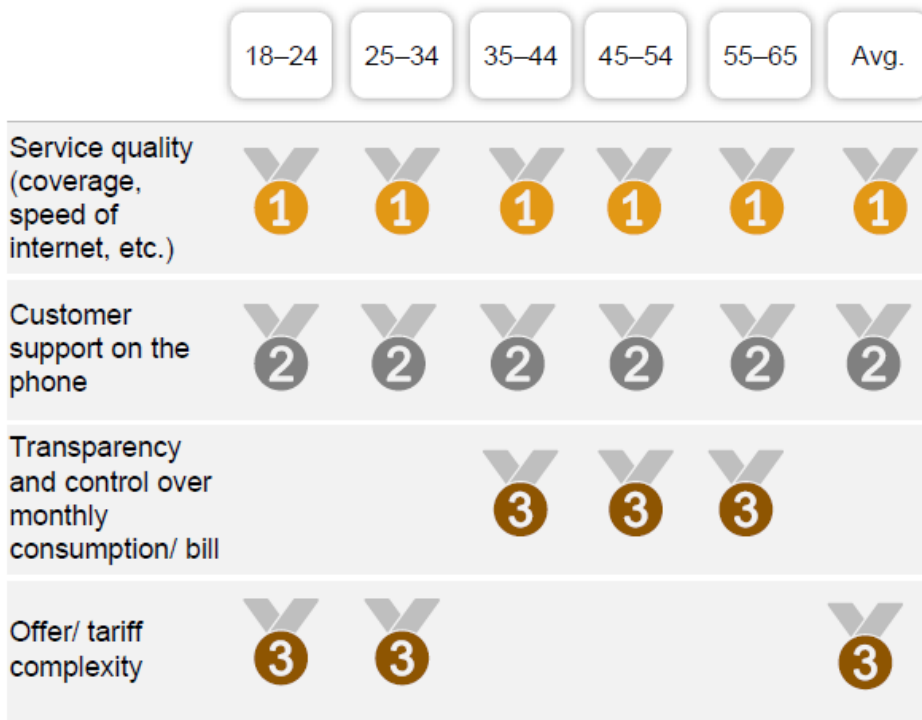 18–24 25–34 35–44 45–54 55–65 Avg.
Service quality
(coverage,
speed of
internet, etc.)
1 1 1 1 1 1
Customer
support on the
phone
2 2 2 2 2 2
Transparency
and control over
monthly
consumption/ bill
3 3 3
Offer/ tariff
complexity
3 3 3